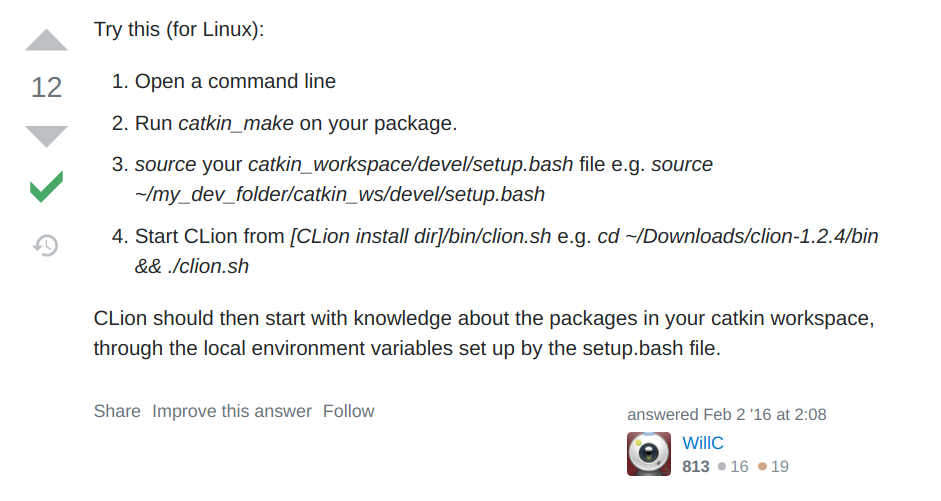 Try this (for Linux):
12
1. Open a command line
2. Run catkin_make on your package.
3. source your catkin_workspace/devel/setup.bash file e.g. source
~/my_dev_folder/catkin_ws/devel/setup.bash
4. Start CLion from [CLion install dir]/bin/clion.sh e.g. cd ~/Downloads/clion-1.2.4/bin
&& ./clion.sh
CLion should then start with knowledge about the packages in your catkin workspace,
through the local environment variables set up by the setup.bash file.
Share Improve this answer Follow
answered Feb 2 '16 at 2:08
WillC
813 16 19